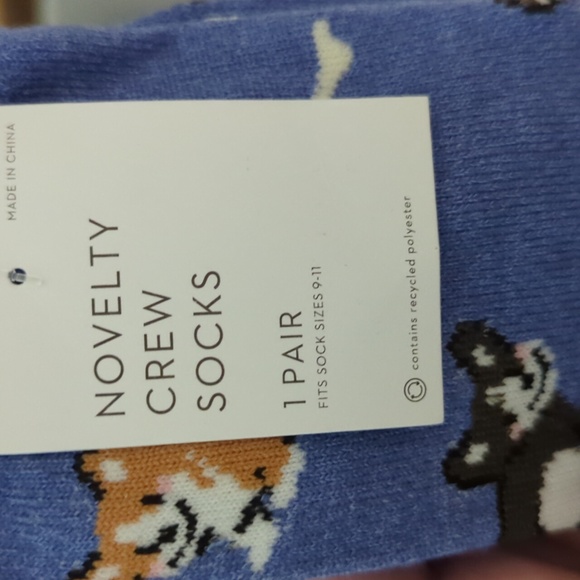 MADE IN CHINA
NOVELTY
CREW
SOCKS
1 PAIR
FITS SOCK SIZES 9-11
contains recycled polyester